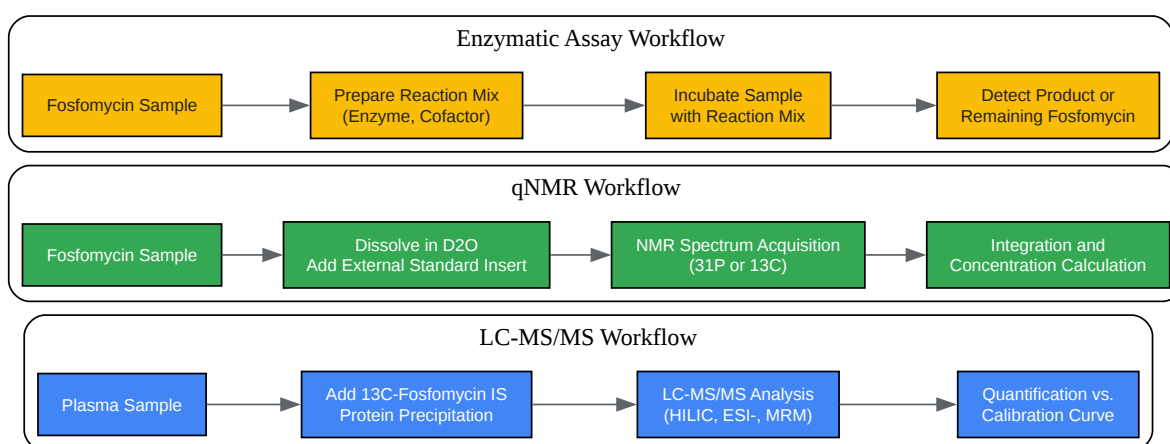 Enzymatic Assay Workflow
Fosfomycin Sample
Prepare Reaction Mix
(Enzyme, Cofactor)
Incubate Sample
with Reaction Mix
Detect Product or
Remaining Fosfomycin
qNMR Workflow
Fosfomycin Sample
Dissolve in D2O
Add External Standard Insert
NMR Spectrum Acquisition
(31P or 13C)
Integration and
Concentration Calculation
LC-MS/MS Workflow
Plasma Sample
Add 13C-Fosfomycin IS
Protein Precipitation
LC-MS/MS Analysis
(HILIC, ESI-, MRM)
Quantification vs.
Calibration Curve